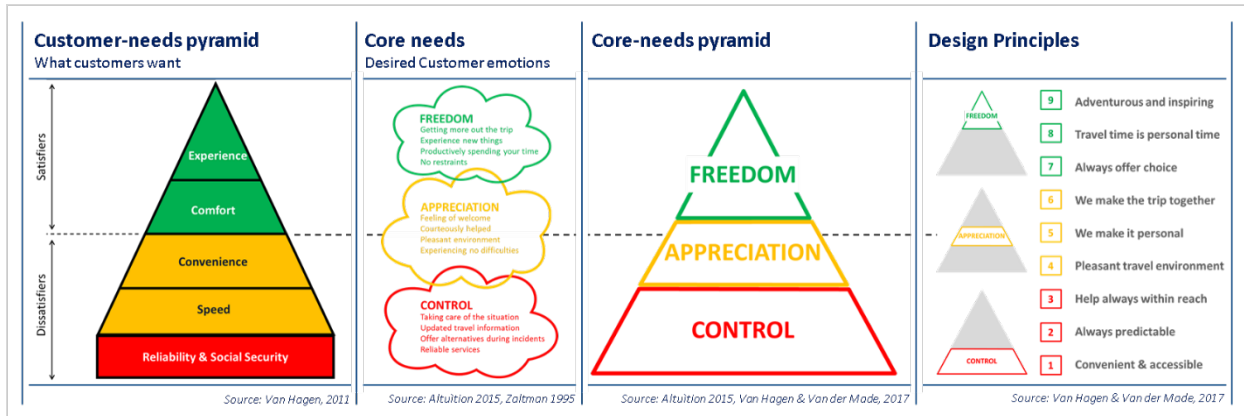 Customer-needs pyramid
What customers want
Satisfiers
Dissatisfiers
Experience
Comfort
Convenience
Speed
Reliability & Social Security
Source: Van Hagen, 2011
Core needs
Desired Customer emotions
FREEDOM
Getting more out the trip
Experience new things
Productively spending your time
No restraints
APPRECIATION
Feeling of welcome
Courteously helped
Pleasant environment
Experiencing no difficulties
CONTROL
Taking care of the situation
Updated travel information
Offer alternatives during incidents
Reliable services
Source: Altuïtion 2015, Zaltman 1995
Core-needs pyramid
FREEDOM
APPRECIATION
CONTROL
Source: Altuïtion 2015, Van Hagen & Van der Made, 2017
Design Principles
FREEDOM
9 Adventurous and inspiring
8 Travel time is personal time
7 Always offer choice
APPRECIATION
6 We make the trip together
5 We make it personal
4 Pleasant travel environment
CONTROL
3 Help always within reach
2 Always predictable
1 Convenient & accessible
Source: Van Hagen & Van der Made, 2017